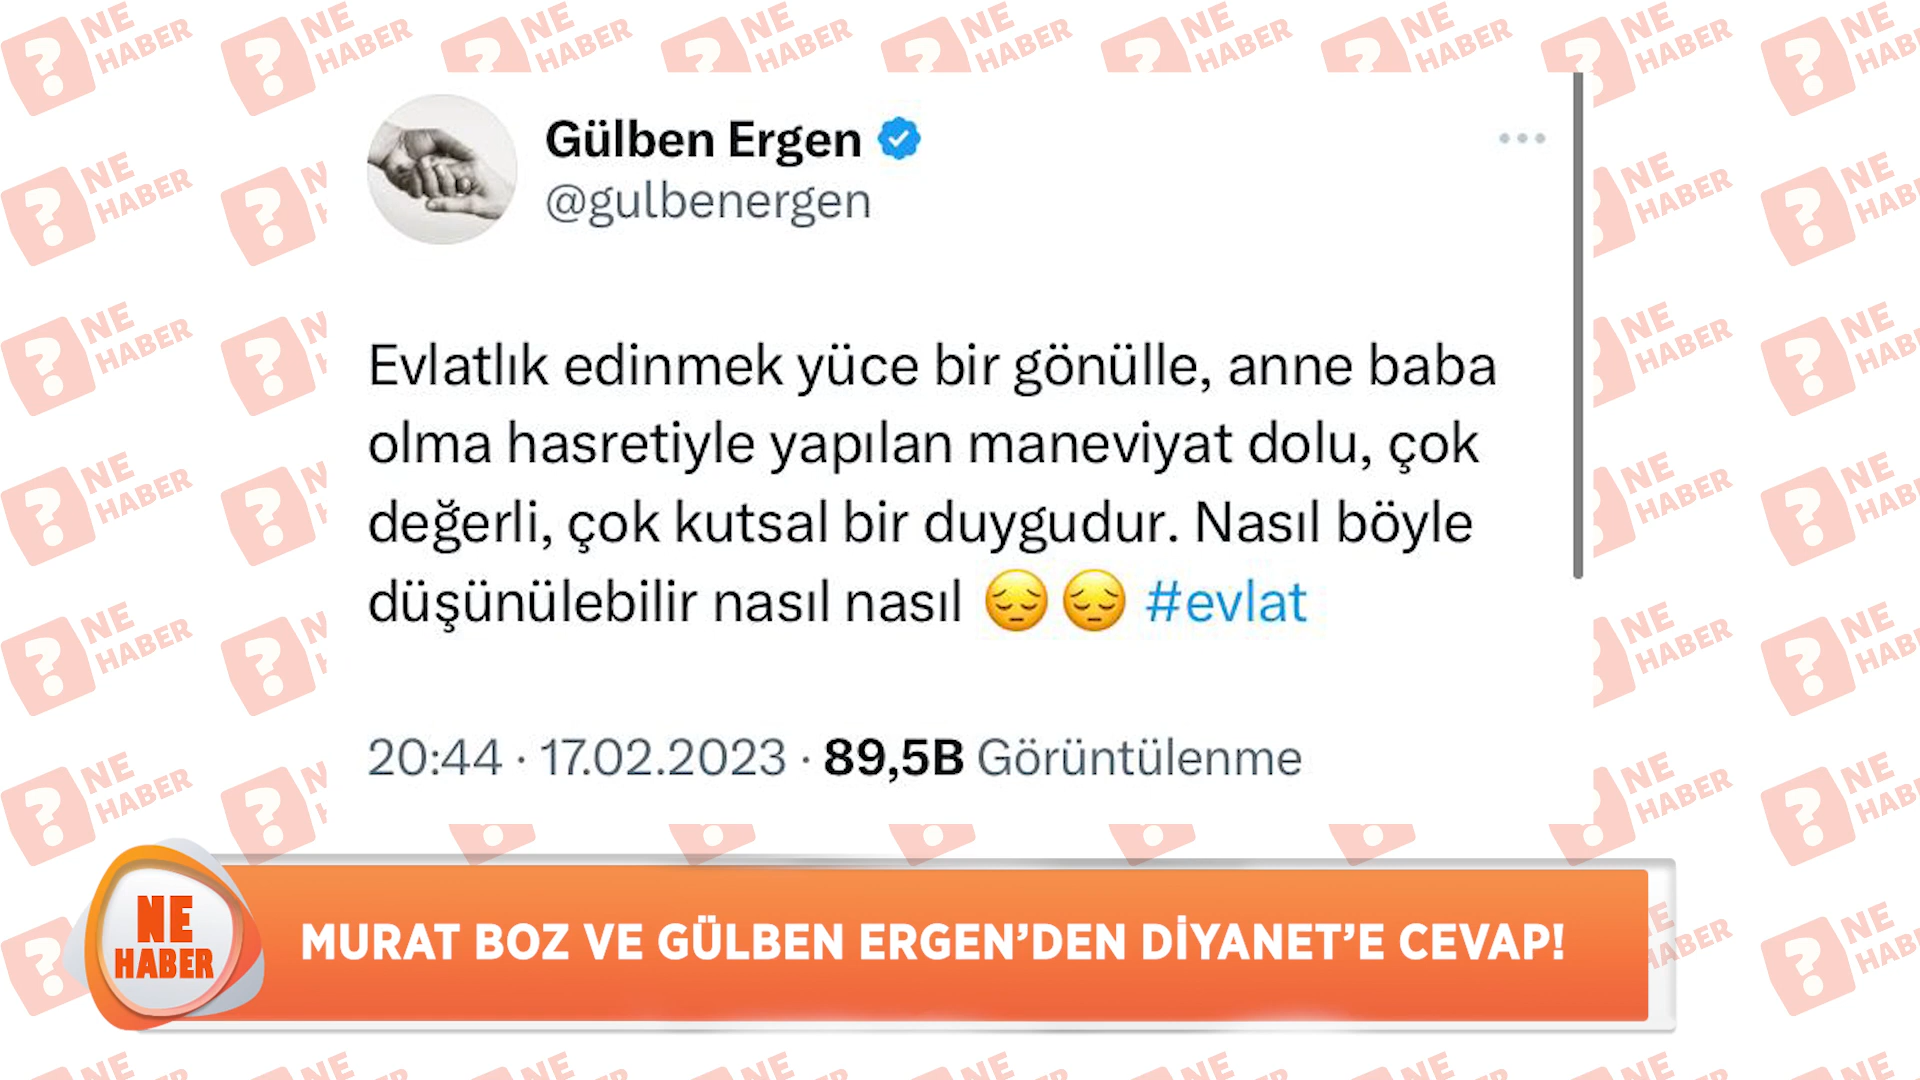 Gülben Ergen
@gulbenergen
Evlatlık edinmek yüce bir gönülle, anne baba
olma hasretiyle yapılan maneviyat dolu, çok
değerli, çok kutsal bir duygudur. Nasıl böyle
düşünülebilir nasıl nasıl 😔😔 #evlat
20:44 · 17.02.2023 · 89,5B Görüntülenme
NE
HABER
MURAT BOZ VE GÜLBEN ERGEN’DEN DİYANET’E CEVAP!